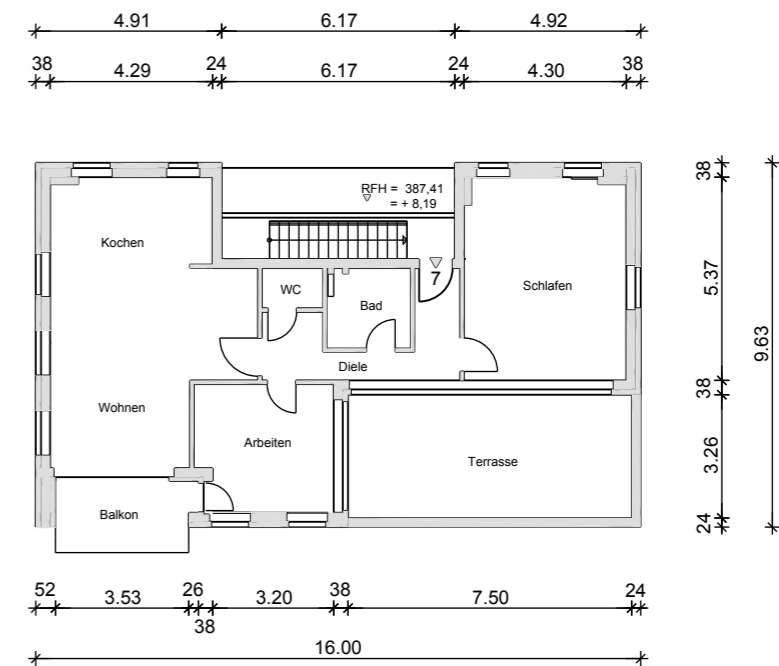 4.91 6.17 4.92
38 4.29 24 6.17 24 4.30 38
RFH = 387,41
= + 8,19
7
Kochen
WC
Bad
Schlafen
Diele
Wohnen
Arbeiten
Terrasse
Balkon
38
5.37
38
3.26
24
9.63
52 3.53 26 3.20 38 7.50 24
38
16.00